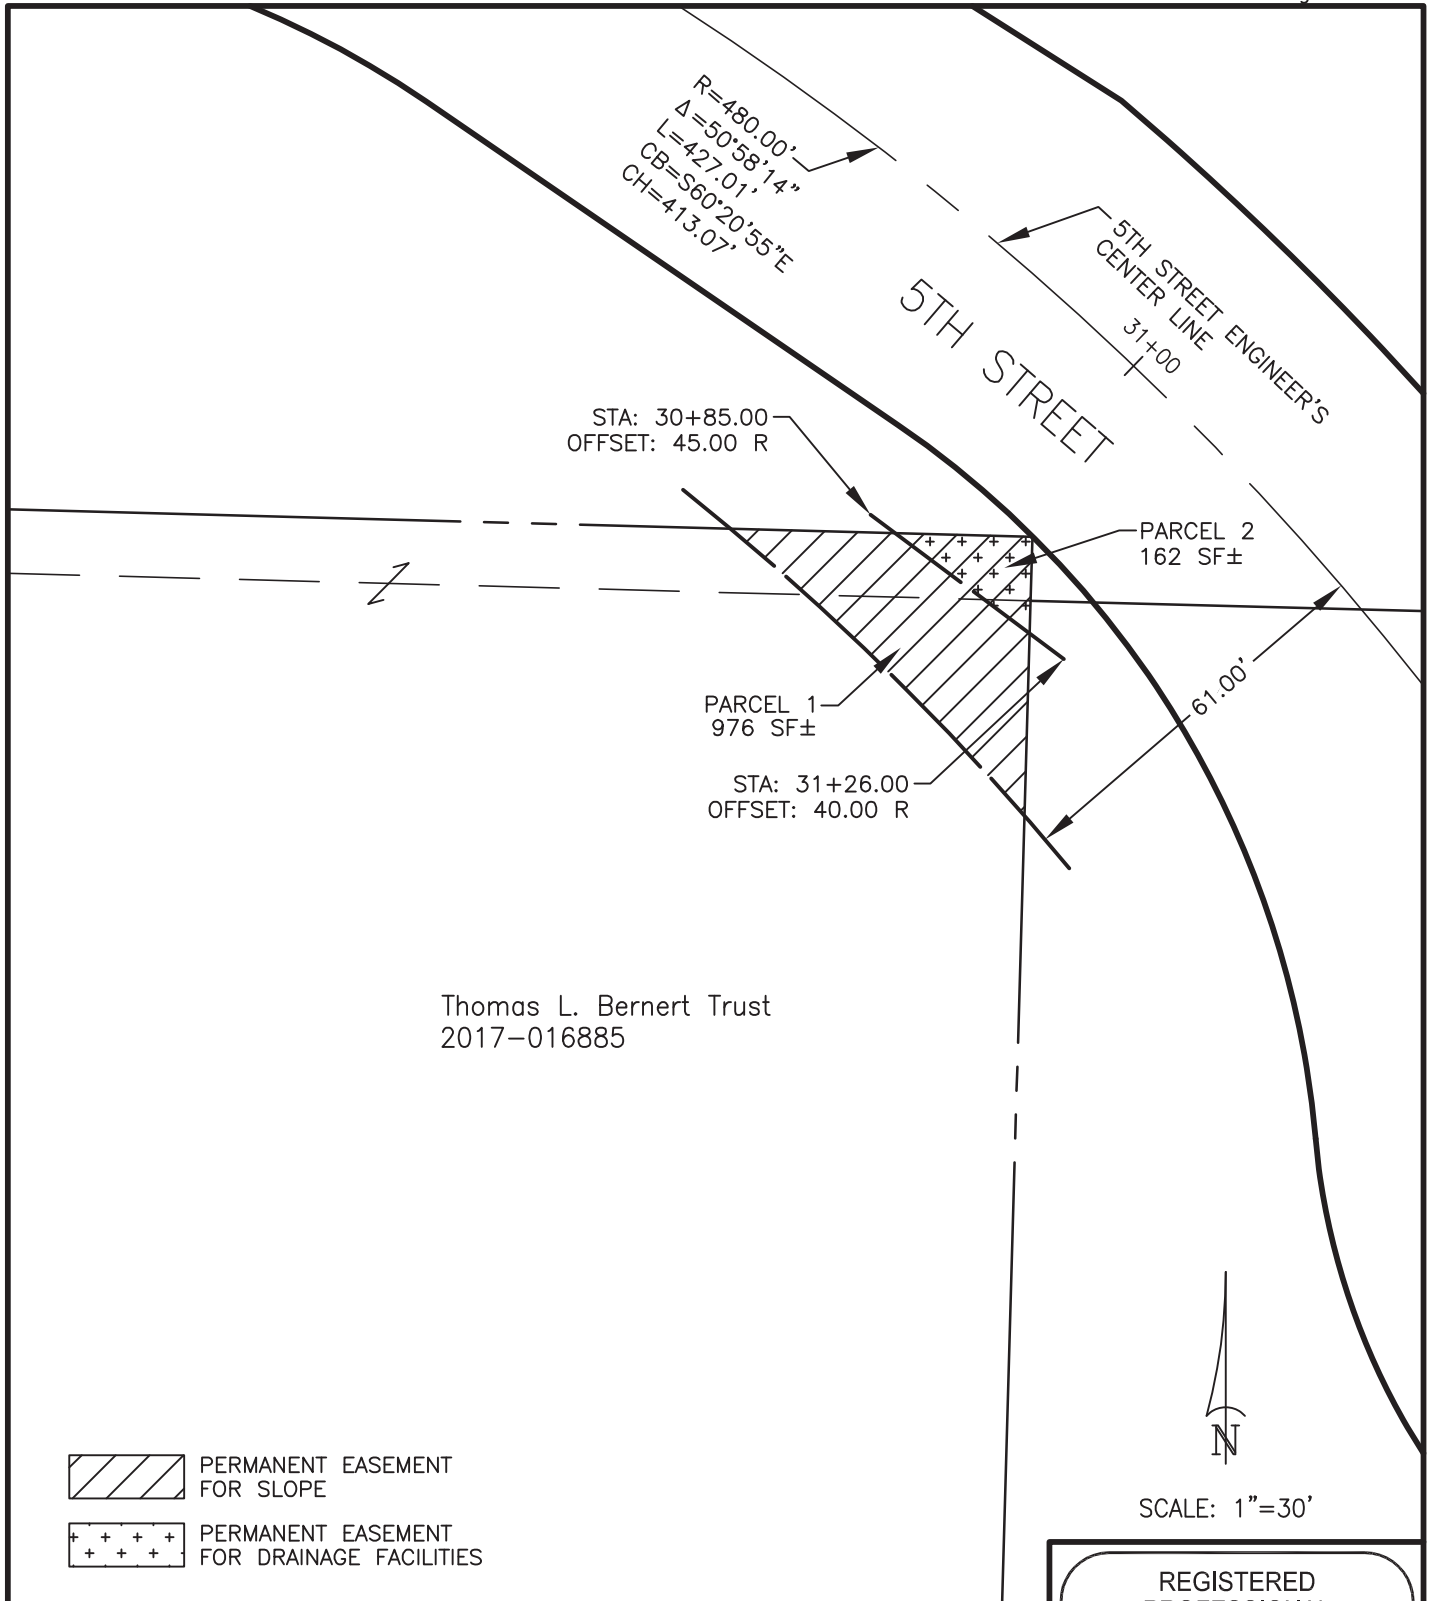 R=480.00'
Δ=50°58'14"
L=427.01'
CB=S60°20'55"E
CH=413.07'
5TH STREET ENGINEER'S
CENTER LINE
31+00
5TH STREET
STA: 30+85.00
OFFSET: 45.00 R
PARCEL 2
162 SF±
61.00'
PARCEL 1
976 SF±
STA: 31+26.00
OFFSET: 40.00 R
Thomas L. Bernert Trust
2017-016885
N
PERMANENT EASEMENT
FOR SLOPE
SCALE: 1"=30'
PERMANENT EASEMENT
FOR DRAINAGE FACILITIES
REGISTERED